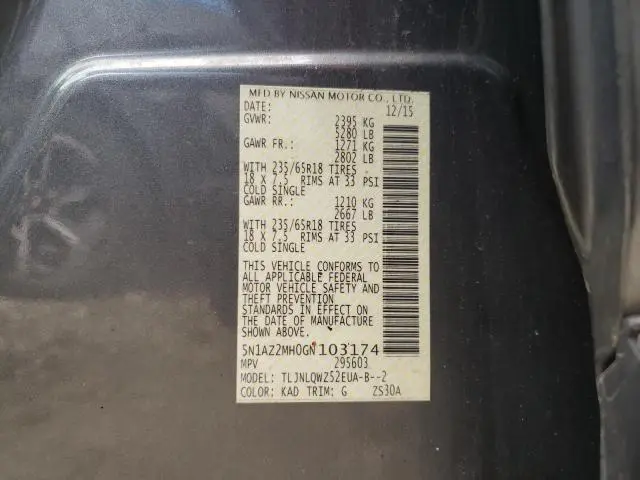 MFD BY NISSAN MOTOR CO., LTD.
DATE: 12/15
GVWR: 2395 KG
5280 LB
GAWR FR.: 1271 KG
2802 LB
WITH 235/65R18 TIRES
18 X 7.5 RIMS AT 33 PSI
COLD SINGLE
GAWR RR.: 1210 KG
2667 LB
WITH 235/65R18 TIRES
18 X 7.5 RIMS AT 33 PSI
COLD SINGLE
THIS VEHICLE CONFORMS TO
ALL APPLICABLE FEDERAL
MOTOR VEHICLE SAFETY AND
THEFT PREVENTION
STANDARDS IN EFFECT ON
THE DATE OF MANUFACTURE
SHOWN ABOVE.
5N1AZ2MH0GN103174
MPV 295603
MODEL: TLJNLQWZ52EUA-B--2
COLOR: KAD TRIM: G ZS30A